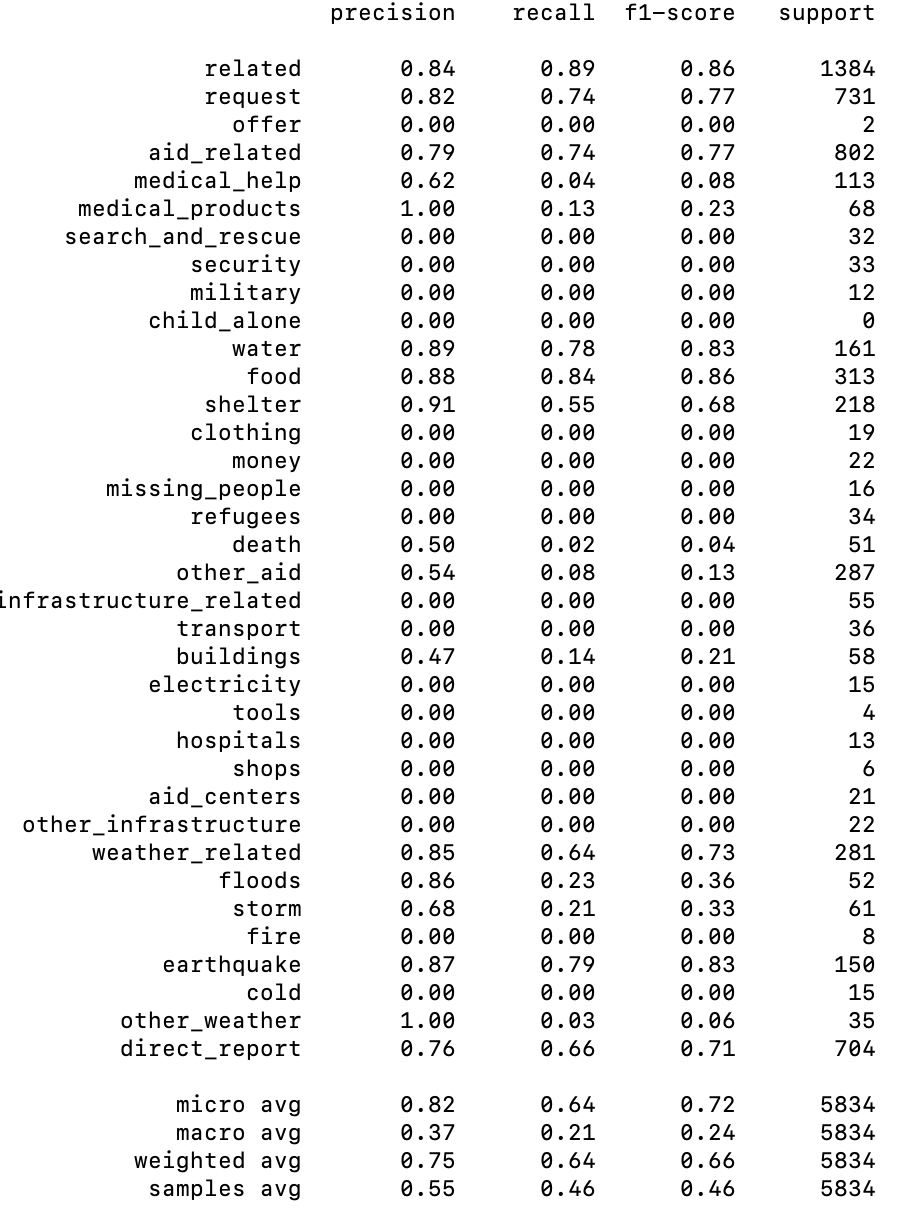 precision recall f1-score support
related 0.84 0.89 0.86 1384
request 0.82 0.74 0.77 731
offer 0.00 0.00 0.00 2
aid_related 0.79 0.74 0.77 802
medical_help 0.62 0.04 0.08 113
medical_products 1.00 0.13 0.23 68
search_and_rescue 0.00 0.00 0.00 32
security 0.00 0.00 0.00 33
military 0.00 0.00 0.00 12
child_alone 0.00 0.00 0.00 0
water 0.89 0.78 0.83 161
food 0.88 0.84 0.86 313
shelter 0.91 0.55 0.68 218
clothing 0.00 0.00 0.00 19
money 0.00 0.00 0.00 22
missing_people 0.00 0.00 0.00 16
refugees 0.00 0.00 0.00 34
death 0.50 0.02 0.04 51
other_aid 0.54 0.08 0.13 287
infrastructure_related 0.00 0.00 0.00 55
transport 0.00 0.00 0.00 36
buildings 0.47 0.14 0.21 58
electricity 0.00 0.00 0.00 15
tools 0.00 0.00 0.00 4
hospitals 0.00 0.00 0.00 13
shops 0.00 0.00 0.00 6
aid_centers 0.00 0.00 0.00 21
other_infrastructure 0.00 0.00 0.00 22
weather_related 0.85 0.64 0.73 281
floods 0.86 0.23 0.36 52
storm 0.68 0.21 0.33 61
fire 0.00 0.00 0.00 8
earthquake 0.87 0.79 0.83 150
cold 0.00 0.00 0.00 15
other_weather 1.00 0.03 0.06 35
direct_report 0.76 0.66 0.71 704
micro avg 0.82 0.64 0.72 5834
macro avg 0.37 0.21 0.24 5834
weighted avg 0.75 0.64 0.66 5834
samples avg 0.55 0.46 0.46 5834